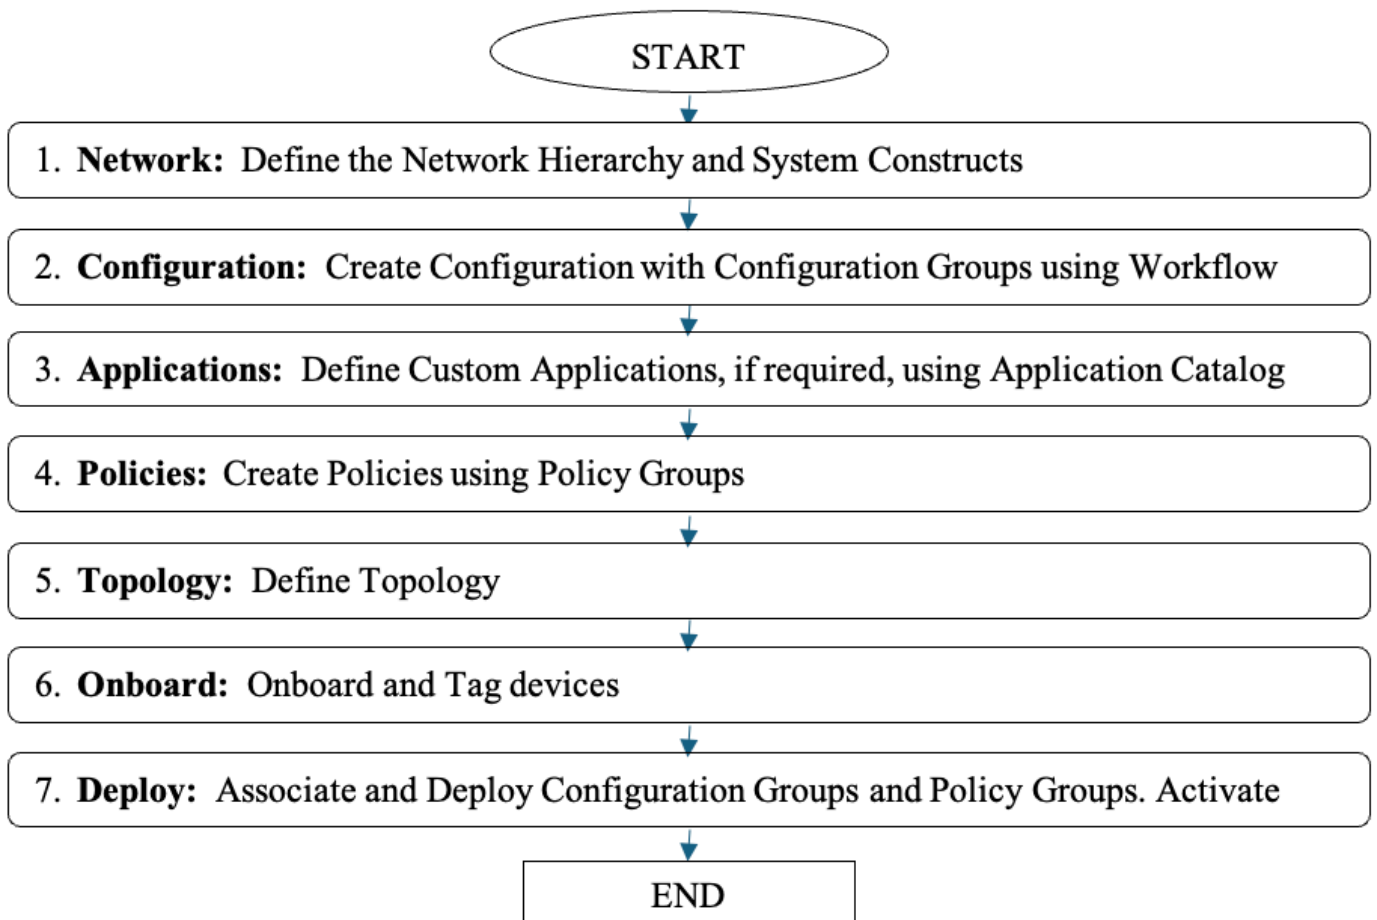 START
1. Network: Define the Network Hierarchy and System Constructs
2. Configuration: Create Configuration with Configuration Groups using Workflow
3. Applications: Define Custom Applications, if required, using Application Catalog
4. Policies: Create Policies using Policy Groups
5. Topology: Define Topology
6. Onboard: Onboard and Tag devices
7. Deploy: Associate and Deploy Configuration Groups and Policy Groups. Activate
END